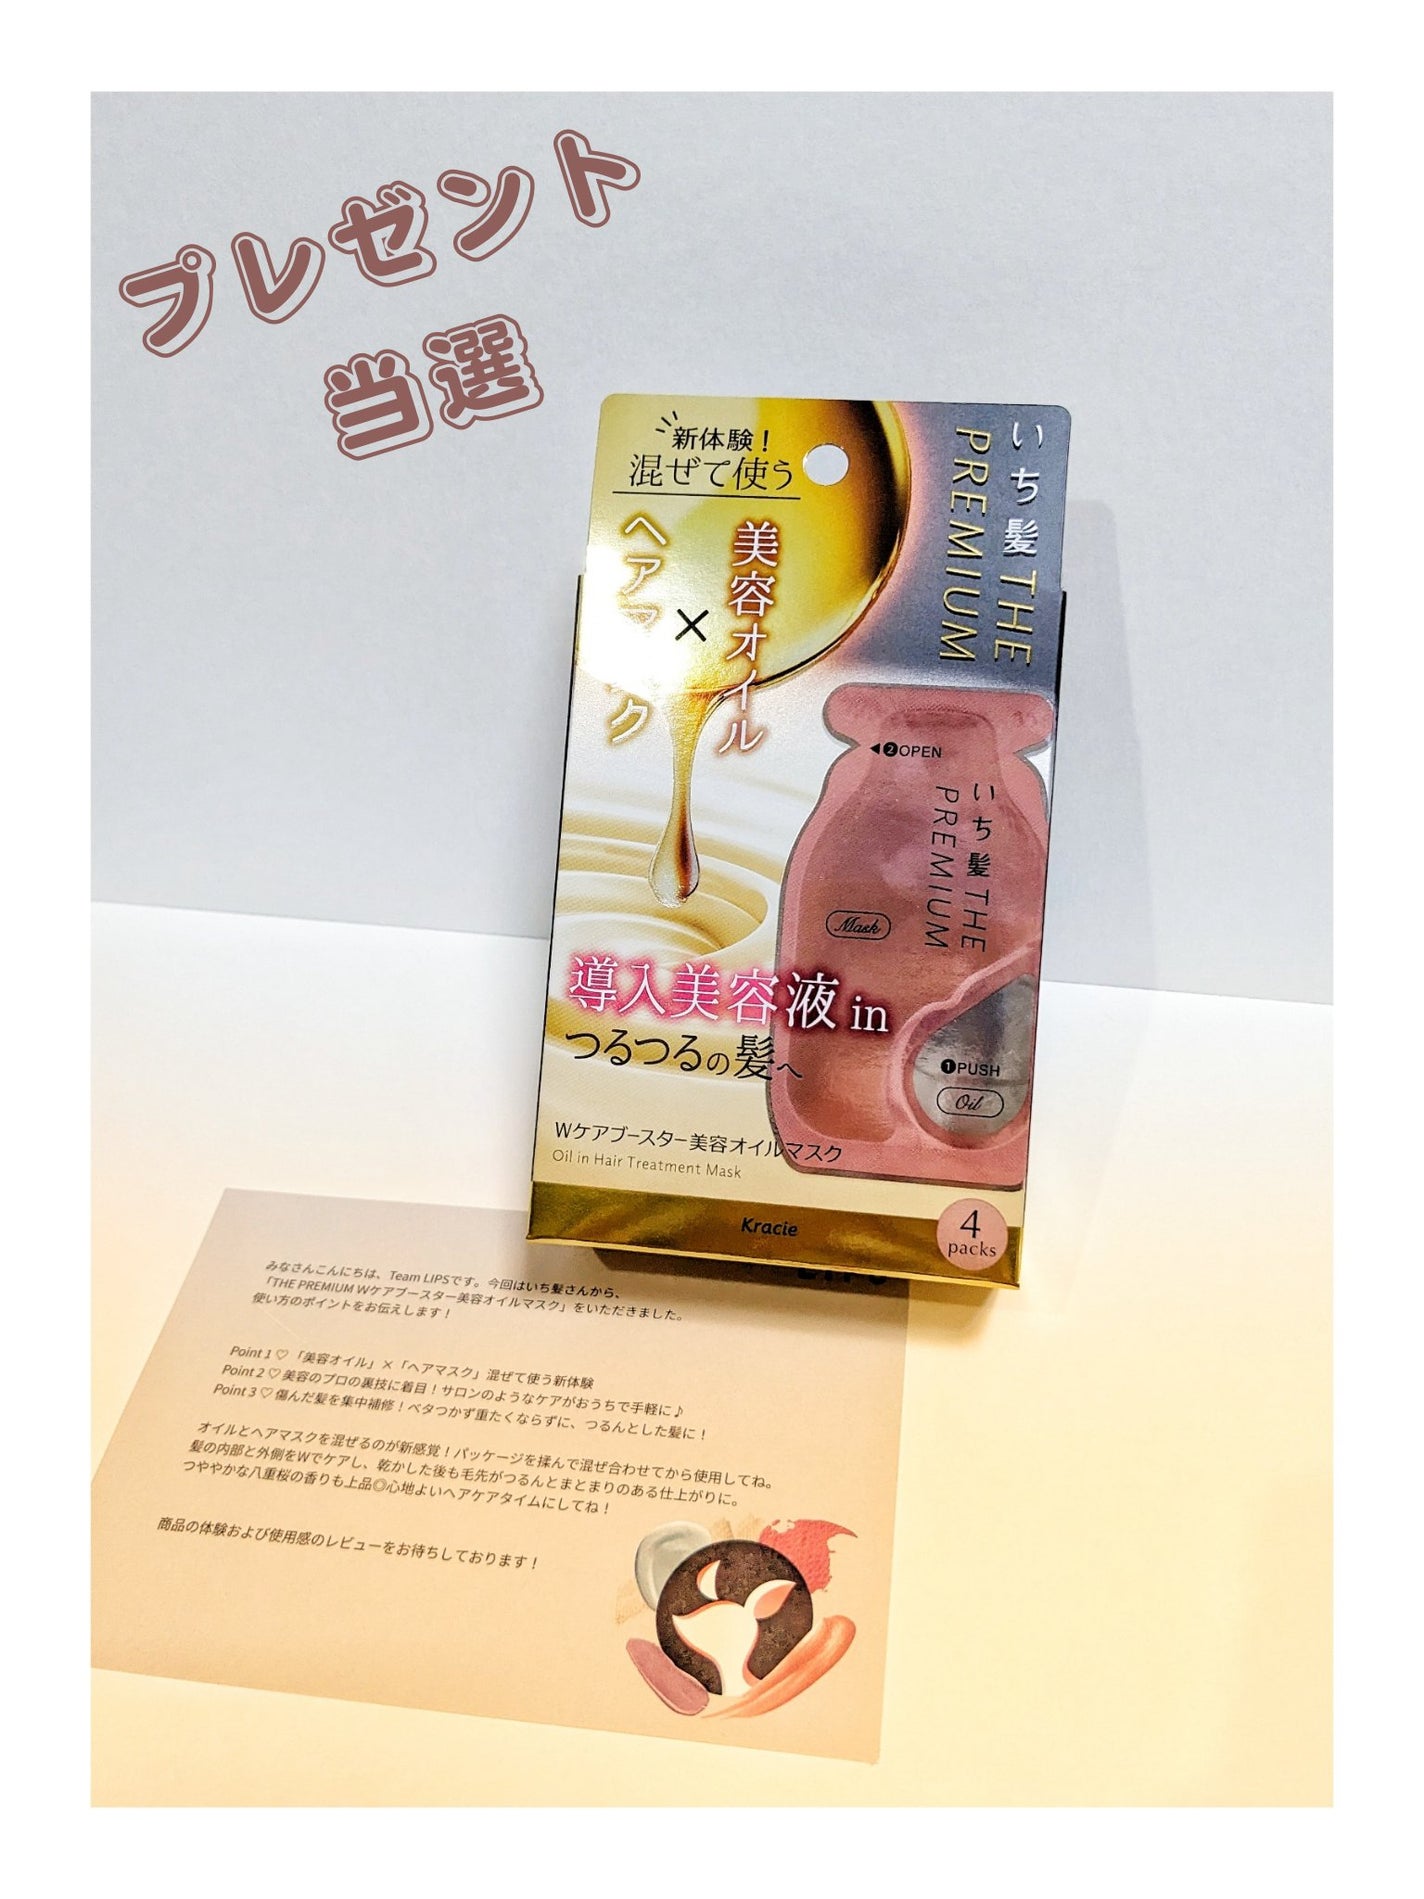 プレゼント
当選
新体験！
混ぜて使う
美容オイル
×
ヘアマスク
いち髪 THE
PREMIUM
◀❷OPEN
いち髪 THE
PREMIUM
Mask
導入美容液 in
つるつるの髪へ
❶PUSH
Oil
Wケアブースター美容オイルマスク
Oil in Hair Treatment Mask
Kracie
4
packs
みなさんこんにちは、Team LIPSです。今回はいち髪さんから、
「THE PREMIUM Wケアブースター美容オイルマスク」をいただきました。
使い方のポイントをお伝えします！
Point 1 ♡ 「美容オイル」×「ヘアマスク」混ぜて使う新体験
Point 2 ♡ 美容のプロの裏技に着目！サロンのようなケアがおうちで手軽に♪
Point 3 ♡ 傷んだ髪を集中補修！ベタつかず重たくならずに、つるんとした髪に！
オイルとヘアマスクを混ぜるのが新感覚！パッケージを揉んで混ぜ合わせてから使用してね。
髪の内部と外側をWでケアし、乾かした後も毛先がつるんとまとまりのある仕上がりに。
つややかな八重桜の香りも上品◎心地よいヘアケアタイムにしてね！
商品の体験および使用感のレビューをお待ちしております！